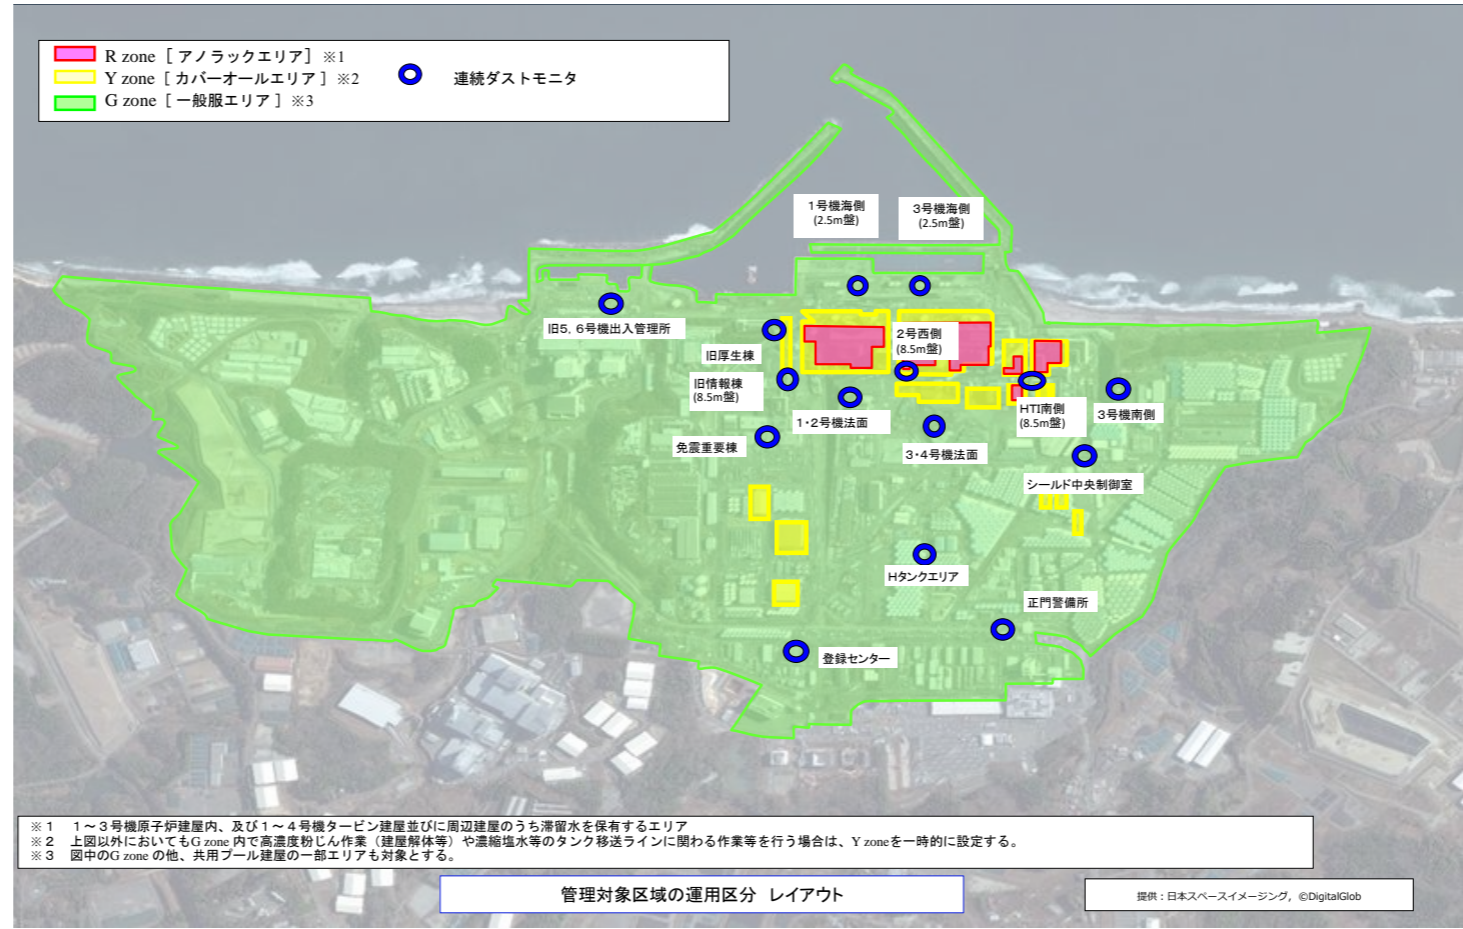 R zone［アノラックエリア］※1
Y zone［カバーオールエリア］※2
G zone［一般服エリア］※3
連続ダストモニタ
1号機海側
(2.5m盤)
3号機海側
(2.5m盤)
旧5，6号機出入管理所
旧厚生棟
2号西側
(8.5m盤)
旧情報棟
(8.5m盤)
1・2号機法面
HTI南側
(8.5m盤)
3号機南側
免震重要棟
3・4号機法面
シールド中央制御室
Hタンクエリア
正門警備所
登録センター
※１　１～３号機原子炉建屋内、及び１～４号機タービン建屋並びに周辺建屋のうち滞留水を保有するエリア
※２　上図以外においてもG zone 内で高濃度粉じん作業（建屋解体等）や濃縮塩水等のタンク移送ラインに関わる作業等を行う場合は、Y zoneを一時的に設定する。
※３　図中のG zone の他、共用プール建屋の一部エリアも対象とする。
管理対象区域の運用区分　レイアウト
提供：日本スペースイメージング，©DigitalGlob